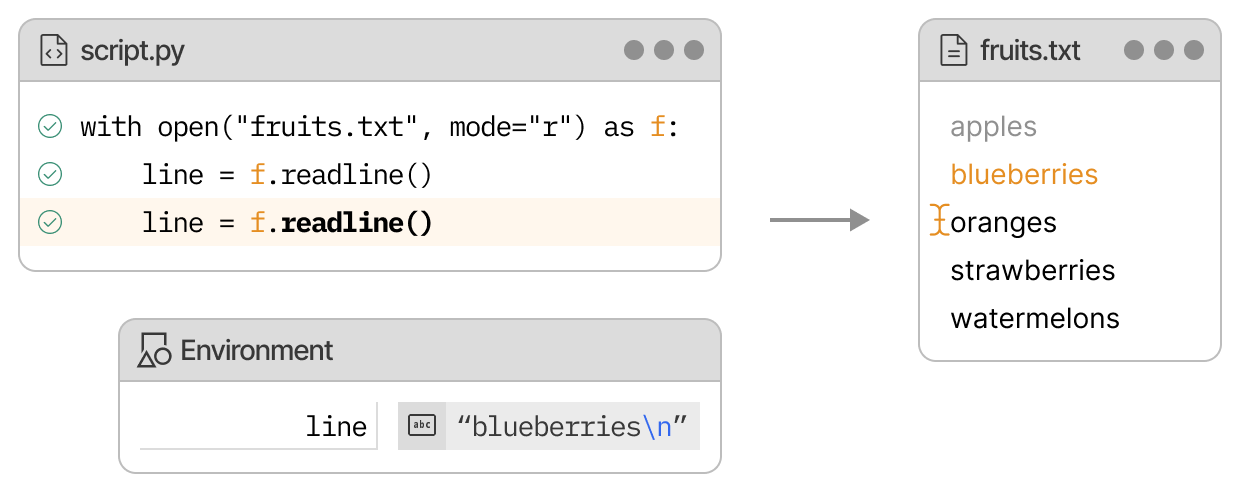 script.py
with open("fruits.txt", mode="r") as f:
    line = f.readline()
    line = f.readline()
Environment
line
abc
“blueberries\n”
fruits.txt
apples
blueberries
oranges
strawberries
watermelons